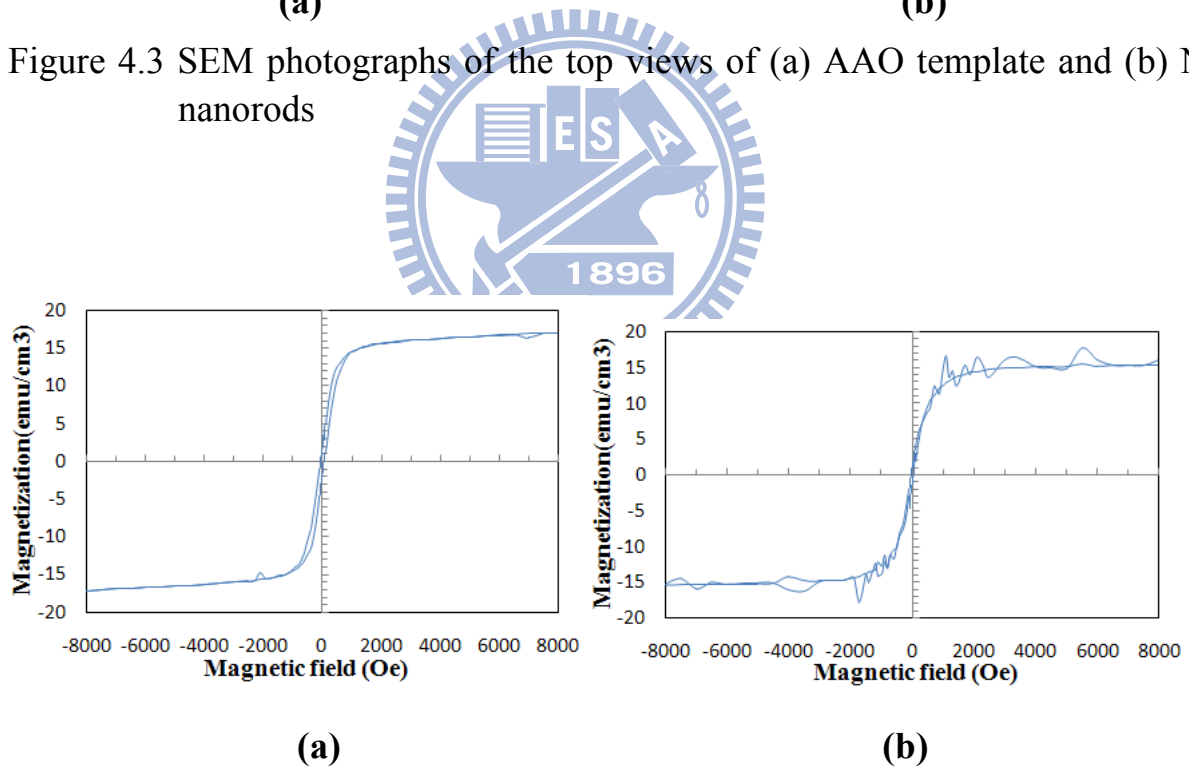 (a) (b)
Figure 4.3 SEM photographs of the top views of (a) AAO template and (b) N
nanorods
E S A
1896
20
15
10
5
0
-5
-10
-15
-20
-8000 -6000 -4000 -2000 0 2000 4000 6000 8000
Magnetization(emu/cm3)
Magnetic field (Oe)
(a)
20
15
10
5
0
-5
-10
-15
-20
-8000 -6000 -4000 -2000 0 2000 4000 6000 8000
Magnetization(emu/cm3)
Magnetic field (Oe)
(b)